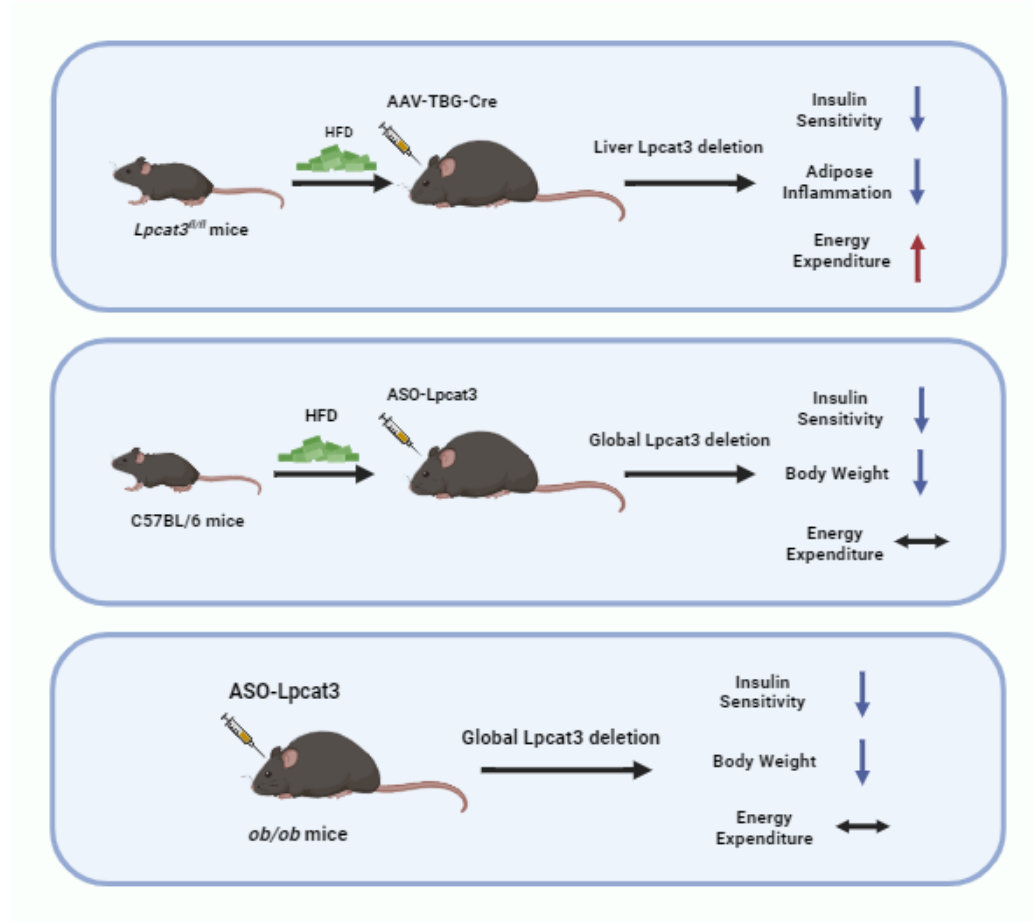 AAV-TBG-Cre
HFD
Lpcat3fl/fl mice
Liver Lpcat3 deletion
Insulin
Sensitivity
Adipose
Inflammation
Energy
Expenditure
ASO-Lpcat3
HFD
C57BL/6 mice
Global Lpcat3 deletion
Insulin
Sensitivity
Body Weight
Energy
Expenditure
ASO-Lpcat3
ob/ob mice
Global Lpcat3 deletion
Insulin
Sensitivity
Body Weight
Energy
Expenditure